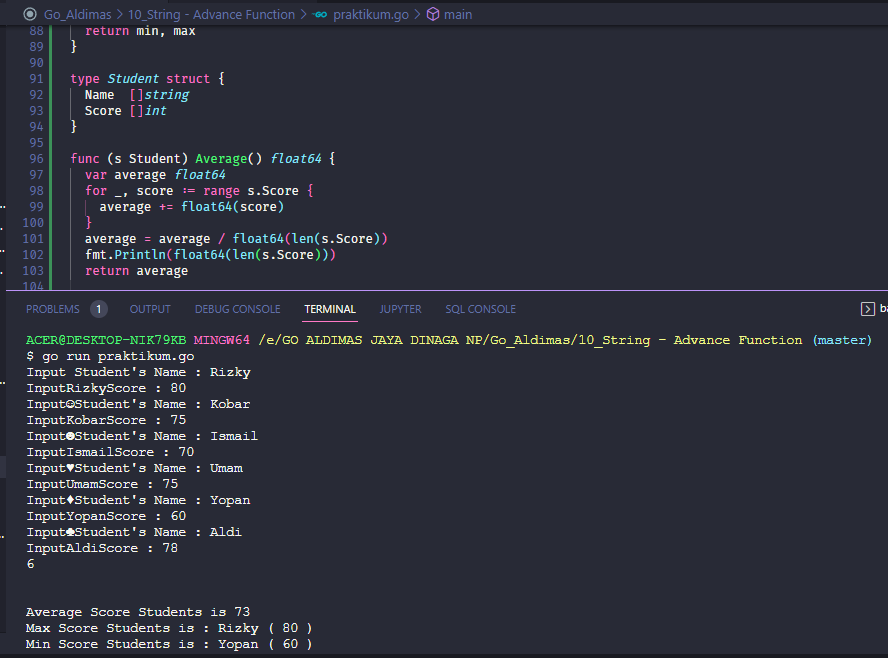 Go_Aldimas > 10_String - Advance Function > praktikum.go > main
88 return min, max
89 }
90
91 type Student struct {
92 Name []string
93 Score []int
94 }
95
96 func (s Student) Average() float64 {
97 var average float64
98 for _, score := range s.Score {
99 average += float64(score)
100 }
101 average = average / float64(len(s.Score))
102 fmt.Println(float64(len(s.Score)))
103 return average
104
PROBLEMS 1 OUTPUT DEBUG CONSOLE TERMINAL JUPYTER SQL CONSOLE
ACER@DESKTOP-NIK79KB MINGW64 /e/GO ALDIMAS JAYA DINAGA NP/Go_Aldimas/10_String - Advance Function (master)
$ go run praktikum.go
Input Student's Name : Rizky
InputRizkyScore : 80
Input☺Student's Name : Kobar
InputKobarScore : 75
Input☻Student's Name : Ismail
InputIsmailScore : 70
Input♥Student's Name : Umam
InputUmamScore : 75
Input♦Student's Name : Yopan
InputYopanScore : 60
Input♣Student's Name : Aldi
InputAldiScore : 78
6
Average Score Students is 73
Max Score Students is : Rizky ( 80 )
Min Score Students is : Yopan ( 60 )